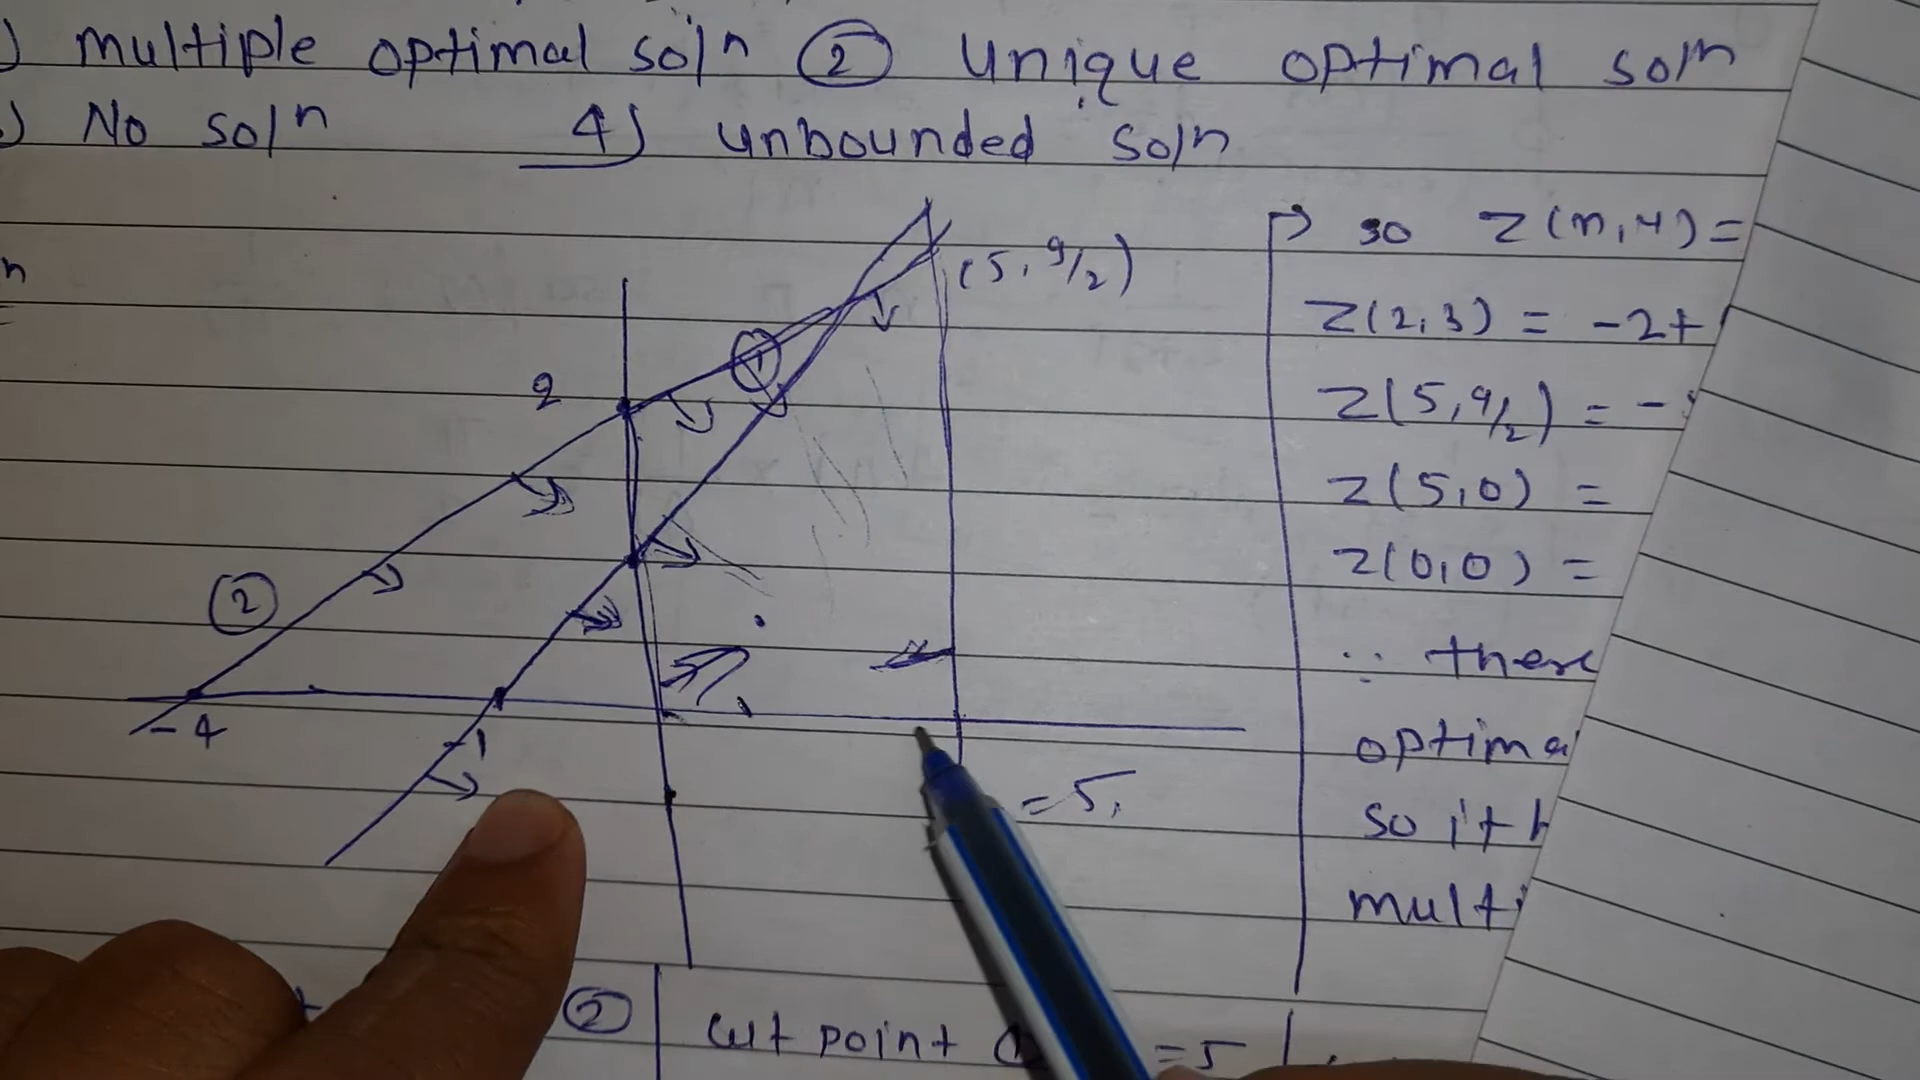 ) multiple optimal solⁿ ② Unique optimal solⁿ
) No solⁿ 4) unbounded solⁿ
n
(5, 9/2)
2
①
②
-4
-1
= 5,
so Z(x,y) =
Z(2,3) = -2+
Z(5,9/2) = -
Z(5,0) =
Z(0,0) =
∴ there
optima
so it h
multi
② cut point = 5